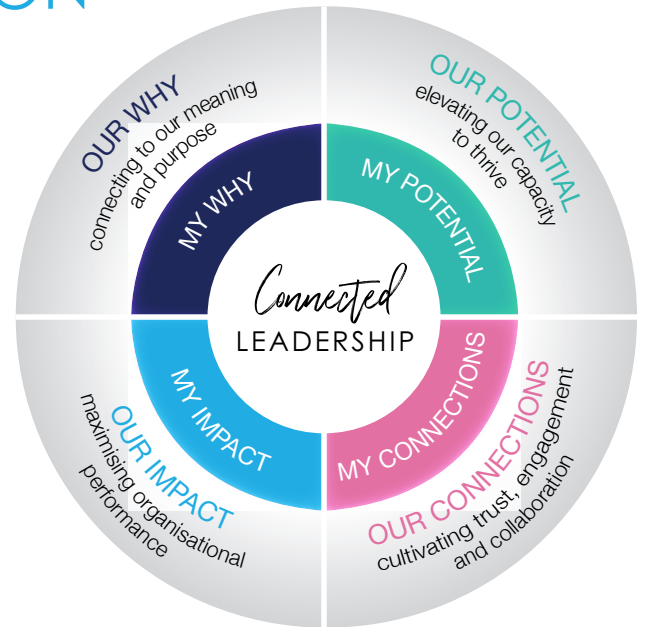 ON
OUR WHY
connecting to our meaning
and purpose
MY WHY
OUR POTENTIAL
elevating our capacity
to thrive
MY POTENTIAL
Connected
LEADERSHIP
MY IMPACT
OUR IMPACT
maximising organisational
performance
MY CONNECTIONS
OUR CONNECTIONS
cultivating trust, engagement
and collaboration